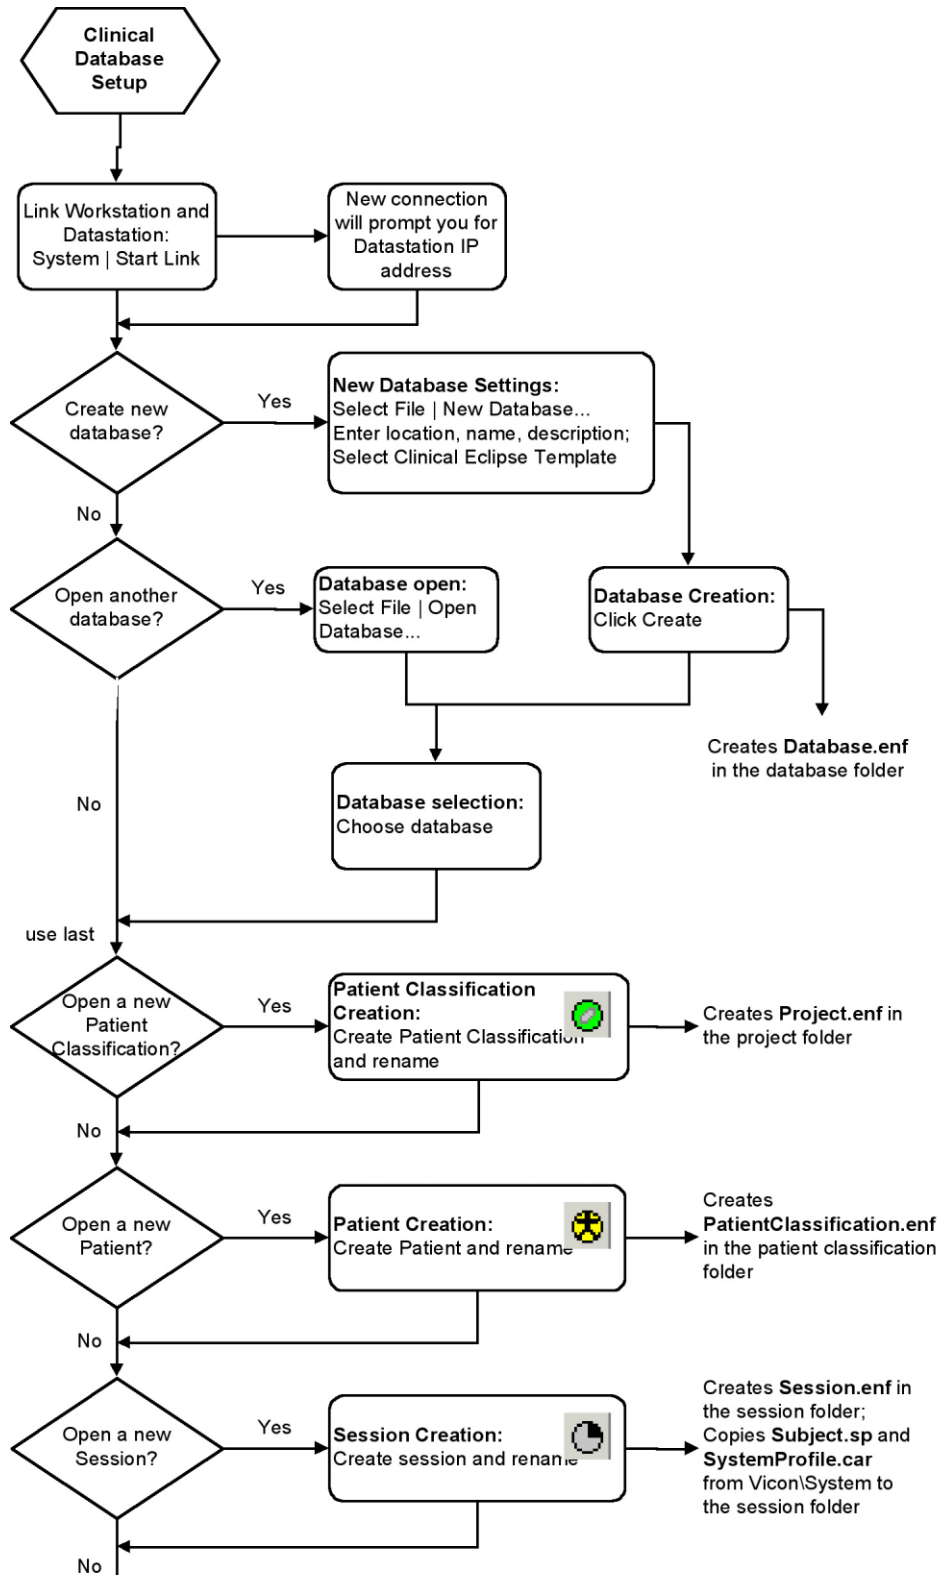 Clinical
Database
Setup
Link Workstation and
Datastation:
System | Start Link
New connection
will prompt you for
Datastation IP
address
Create new
database?
Yes
New Database Settings:
Select File | New Database...
Enter location, name, description;
Select Clinical Eclipse Template
No
Open another
database?
Yes
Database open:
Select File | Open
Database...
Database Creation:
Click Create
Creates Database.enf
in the database folder
No
Database selection:
Choose database
use last
Open a new
Patient
Classification?
Yes
Patient Classification
Creation:
Create Patient Classification
and rename
Creates Project.enf in
the project folder
No
Open a new
Patient?
Yes
Patient Creation:
Create Patient and rename
Creates
PatientClassification.enf
in the patient classification
folder
No
Open a new
Session?
Yes
Session Creation:
Create session and rename
Creates Session.enf in
the session folder;
Copies Subject.sp and
SystemProfile.car
from Vicon\System to
the session folder
No